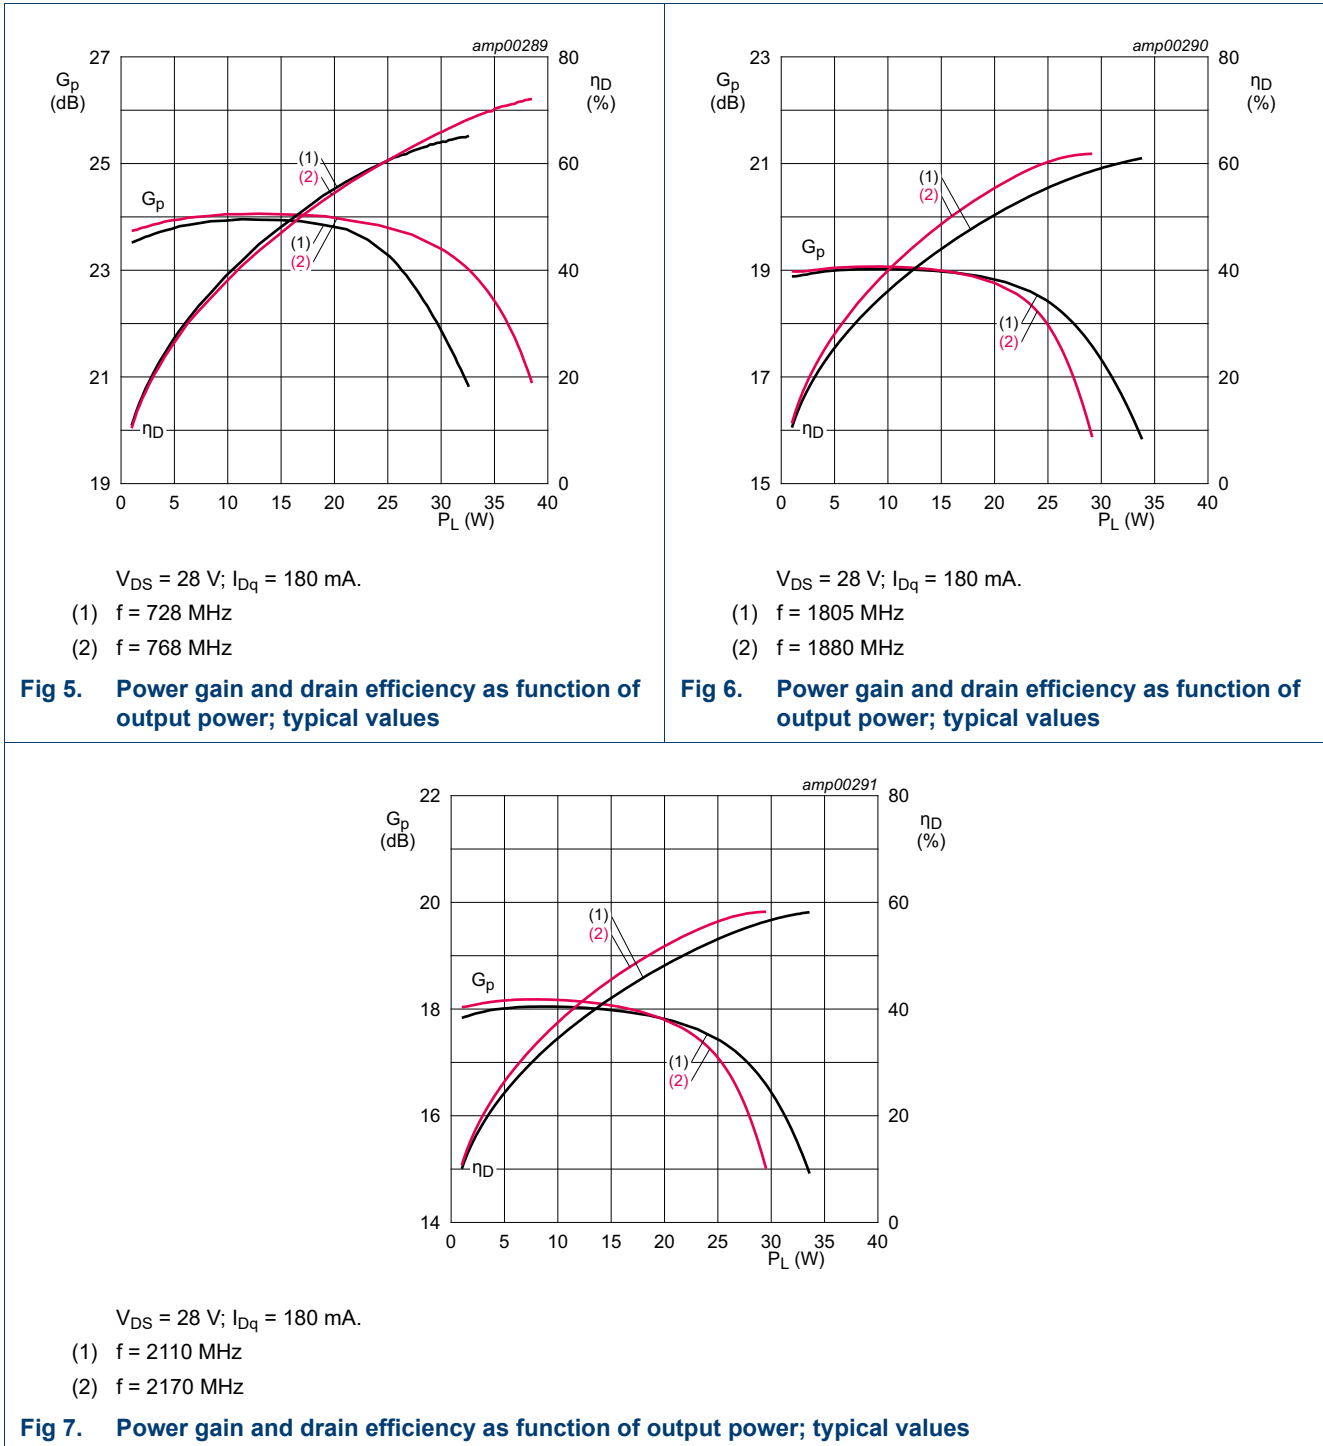 amp00289
27
80
Gp
(dB)
ηD
(%)
25
60
(1)
(2)
Gp
(1)
(2)
23
40
21
20
ηD
19
0
0 5 10 15 20 25 30 35 40
PL (W)
VDS = 28 V; IDq = 180 mA.
(1) f = 728 MHz
(2) f = 768 MHz
Fig 5. Power gain and drain efficiency as function of
output power; typical values
amp00290
23
80
Gp
(dB)
ηD
(%)
21
60
(1)
(2)
Gp
19
40
(1)
(2)
17
20
ηD
15
0
0 5 10 15 20 25 30 35 40
PL (W)
VDS = 28 V; IDq = 180 mA.
(1) f = 1805 MHz
(2) f = 1880 MHz
Fig 6. Power gain and drain efficiency as function of
output power; typical values
amp00291
22
80
Gp
(dB)
ηD
(%)
20
60
(1)
(2)
Gp
18
40
(1)
(2)
16
20
ηD
14
0
0 5 10 15 20 25 30 35 40
PL (W)
VDS = 28 V; IDq = 180 mA.
(1) f = 2110 MHz
(2) f = 2170 MHz
Fig 7. Power gain and drain efficiency as function of output power; typical values